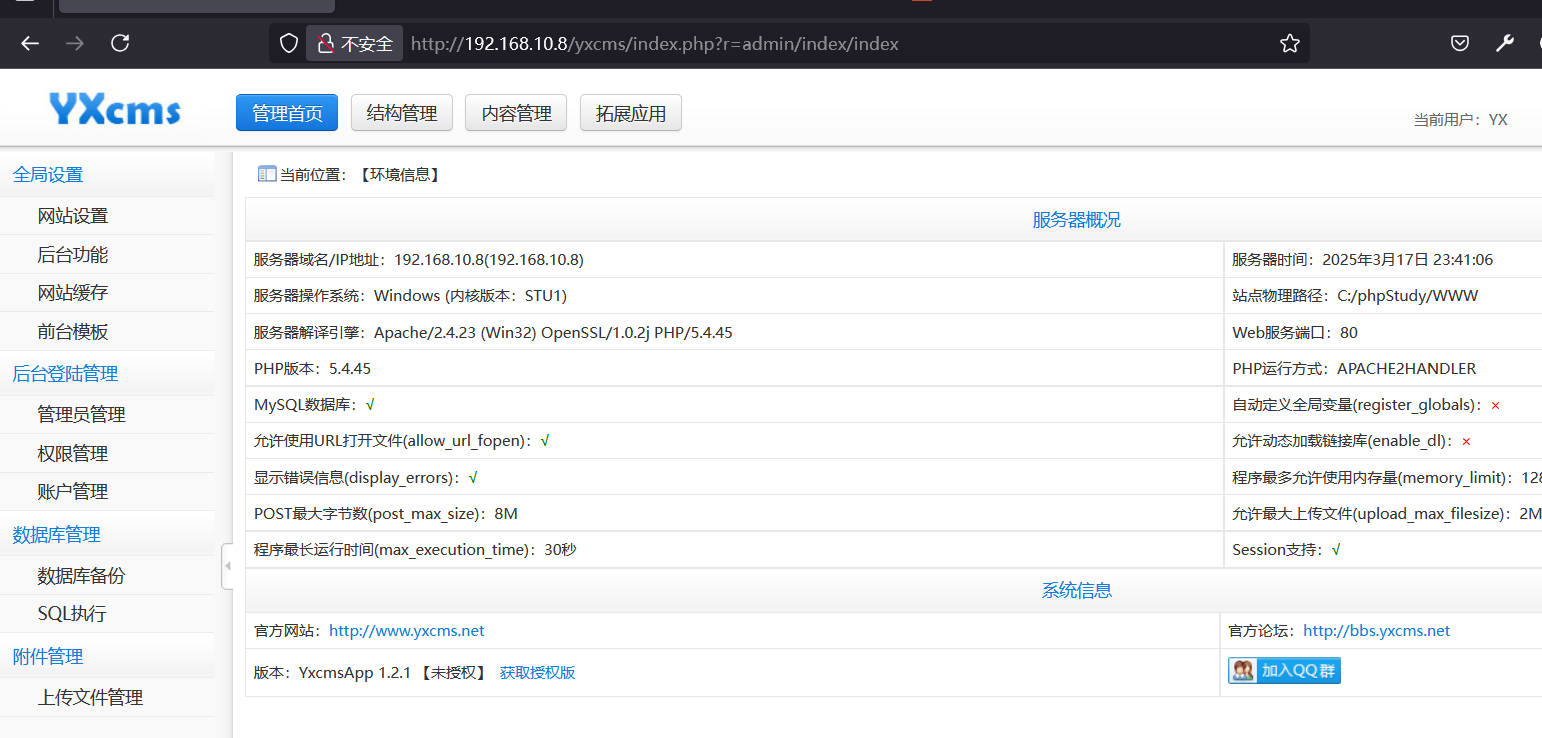 不安全 http://192.168.10.8/yxcms/index.php?r=admin/index/index
YXcms 管理首页 结构管理 内容管理 拓展应用 当前用户：YX
全局设置
网站设置
后台功能
网站缓存
前台模板
后台登陆管理
管理员管理
权限管理
账户管理
数据库管理
数据库备份
SQL执行
附件管理
上传文件管理
当前位置：【环境信息】
服务器概况
服务器域名/IP地址：192.168.10.8(192.168.10.8) 服务器时间：2025年3月17日 23:41:06
服务器操作系统：Windows (内核版本：STU1) 站点物理路径：C:/phpStudy/WWW
服务器解译引擎：Apache/2.4.23 (Win32) OpenSSL/1.0.2j PHP/5.4.45 Web服务端口：80
PHP版本：5.4.45 PHP运行方式：APACHE2HANDLER
MySQL数据库：√ 自动定义全局变量(register_globals)：×
允许使用URL打开文件(allow_url_fopen)：√ 允许动态加载链接库(enable_dl)：×
显示错误信息(display_errors)：√ 程序最多允许使用内存量(memory_limit)：128
POST最大字节数(post_max_size)：8M 允许最大上传文件(upload_max_filesize)：2M
程序最长运行时间(max_execution_time)：30秒 Session支持：√
系统信息
官方网站：http://www.yxcms.net 官方论坛：http://bbs.yxcms.net
版本：YxcmsApp 1.2.1 【未授权】 获取授权版 加入QQ群